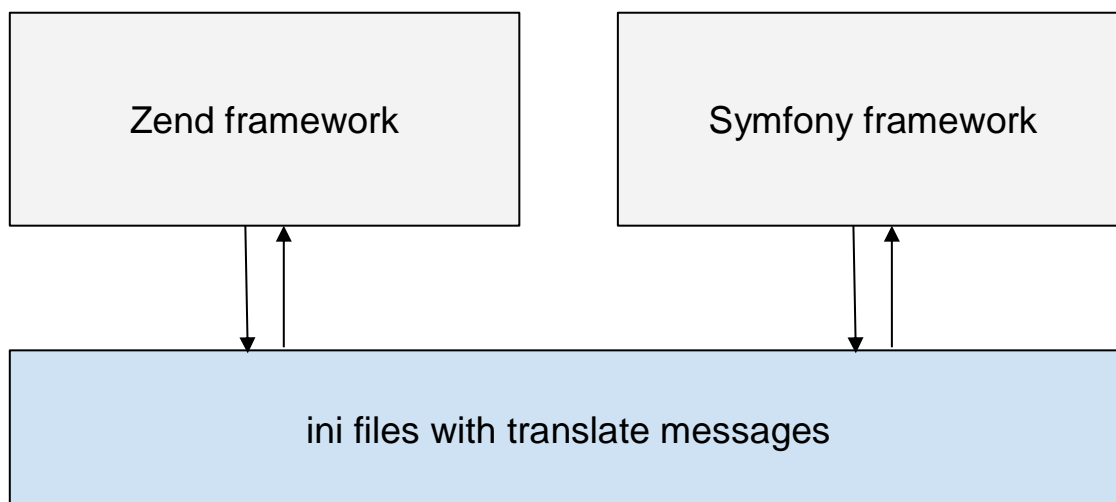 Zend framework
Symfony framework
ini files with translate messages